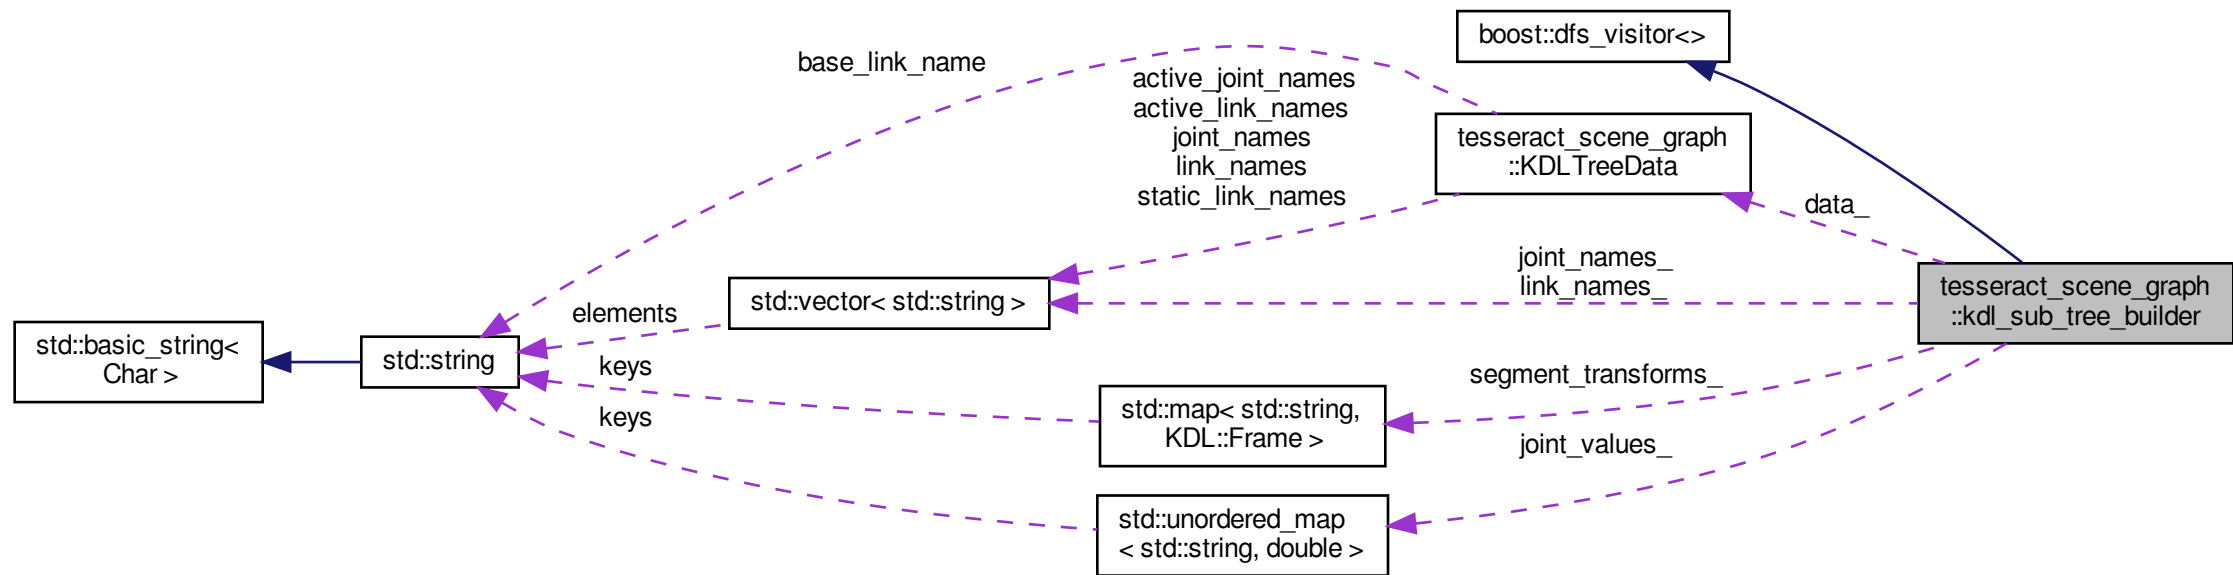 boost::dfs_visitor<>
base_link_name
active_joint_names
active_link_names
joint_names
link_names
static_link_names
tesseract_scene_graph
::KDLTreeData
data_
joint_names_
link_names_
tesseract_scene_graph
::kdl_sub_tree_builder
std::vector< std::string >
elements
std::basic_string<
Char >
std::string
keys
keys
segment_transforms_
std::map< std::string,
KDL::Frame >
joint_values_
std::unordered_map
< std::string, double >